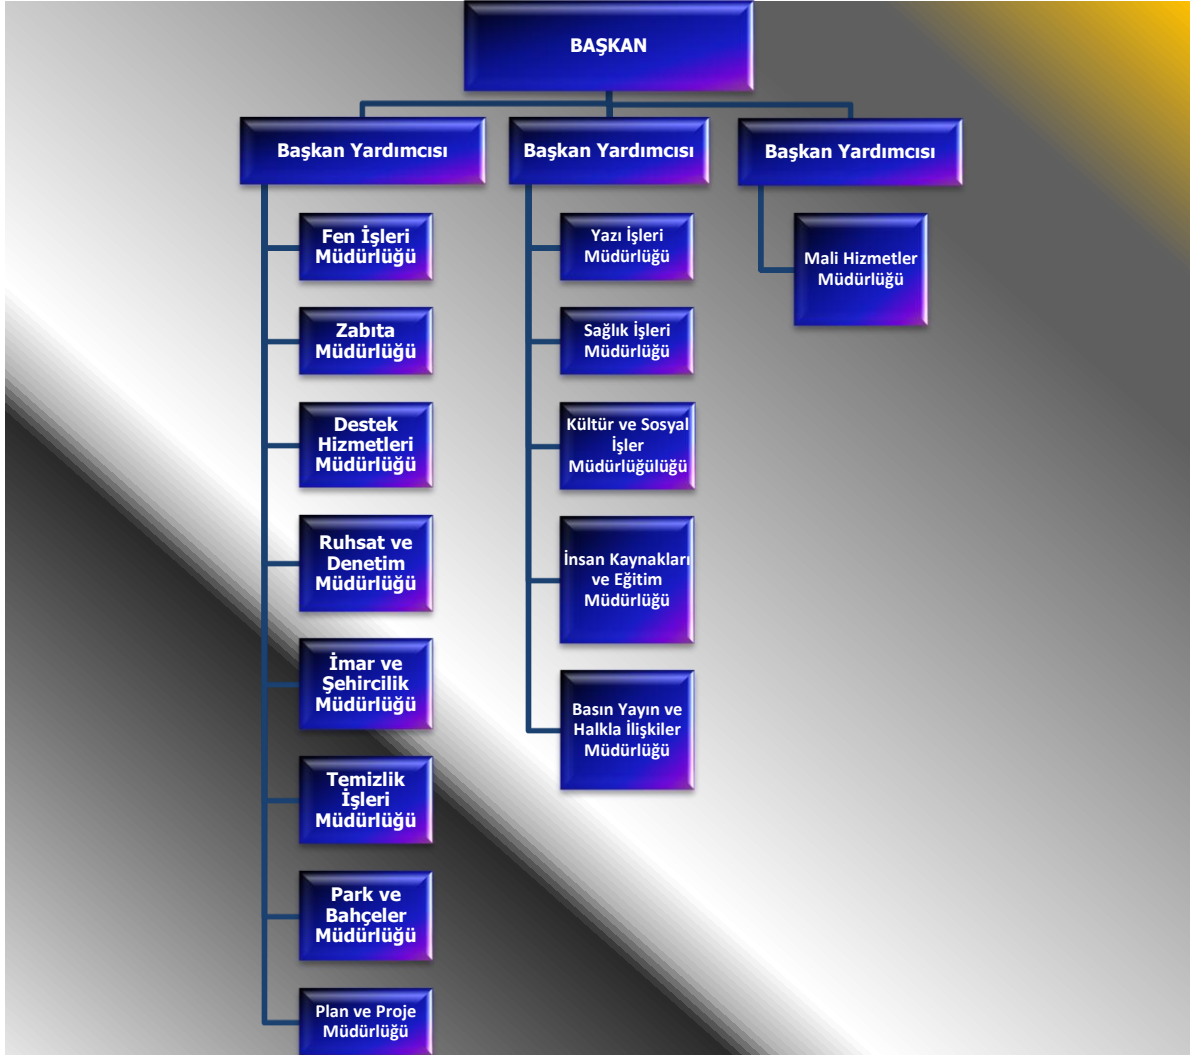 BAŞKAN
Başkan Yardımcısı
Fen İşleri
Müdürlüğü
Zabıta
Müdürlüğü
Destek
Hizmetleri
Müdürlüğü
Ruhsat ve
Denetim
Müdürlüğü
İmar ve
Şehircilik
Müdürlüğü
Temizlik
İşleri
Müdürlüğü
Park ve
Bahçeler
Müdürlüğü
Plan ve Proje
Müdürlüğü
Başkan Yardımcısı
Yazı İşleri
Müdürlüğü
Sağlık İşleri
Müdürlüğü
Kültür ve Sosyal
İşler
Müdürlüğülüğü
İnsan Kaynakları
ve Eğitim
Müdürlüğü
Basın Yayın ve
Halkla İlişkiler
Müdürlüğü
Başkan Yardımcısı
Mali Hizmetler
Müdürlüğü